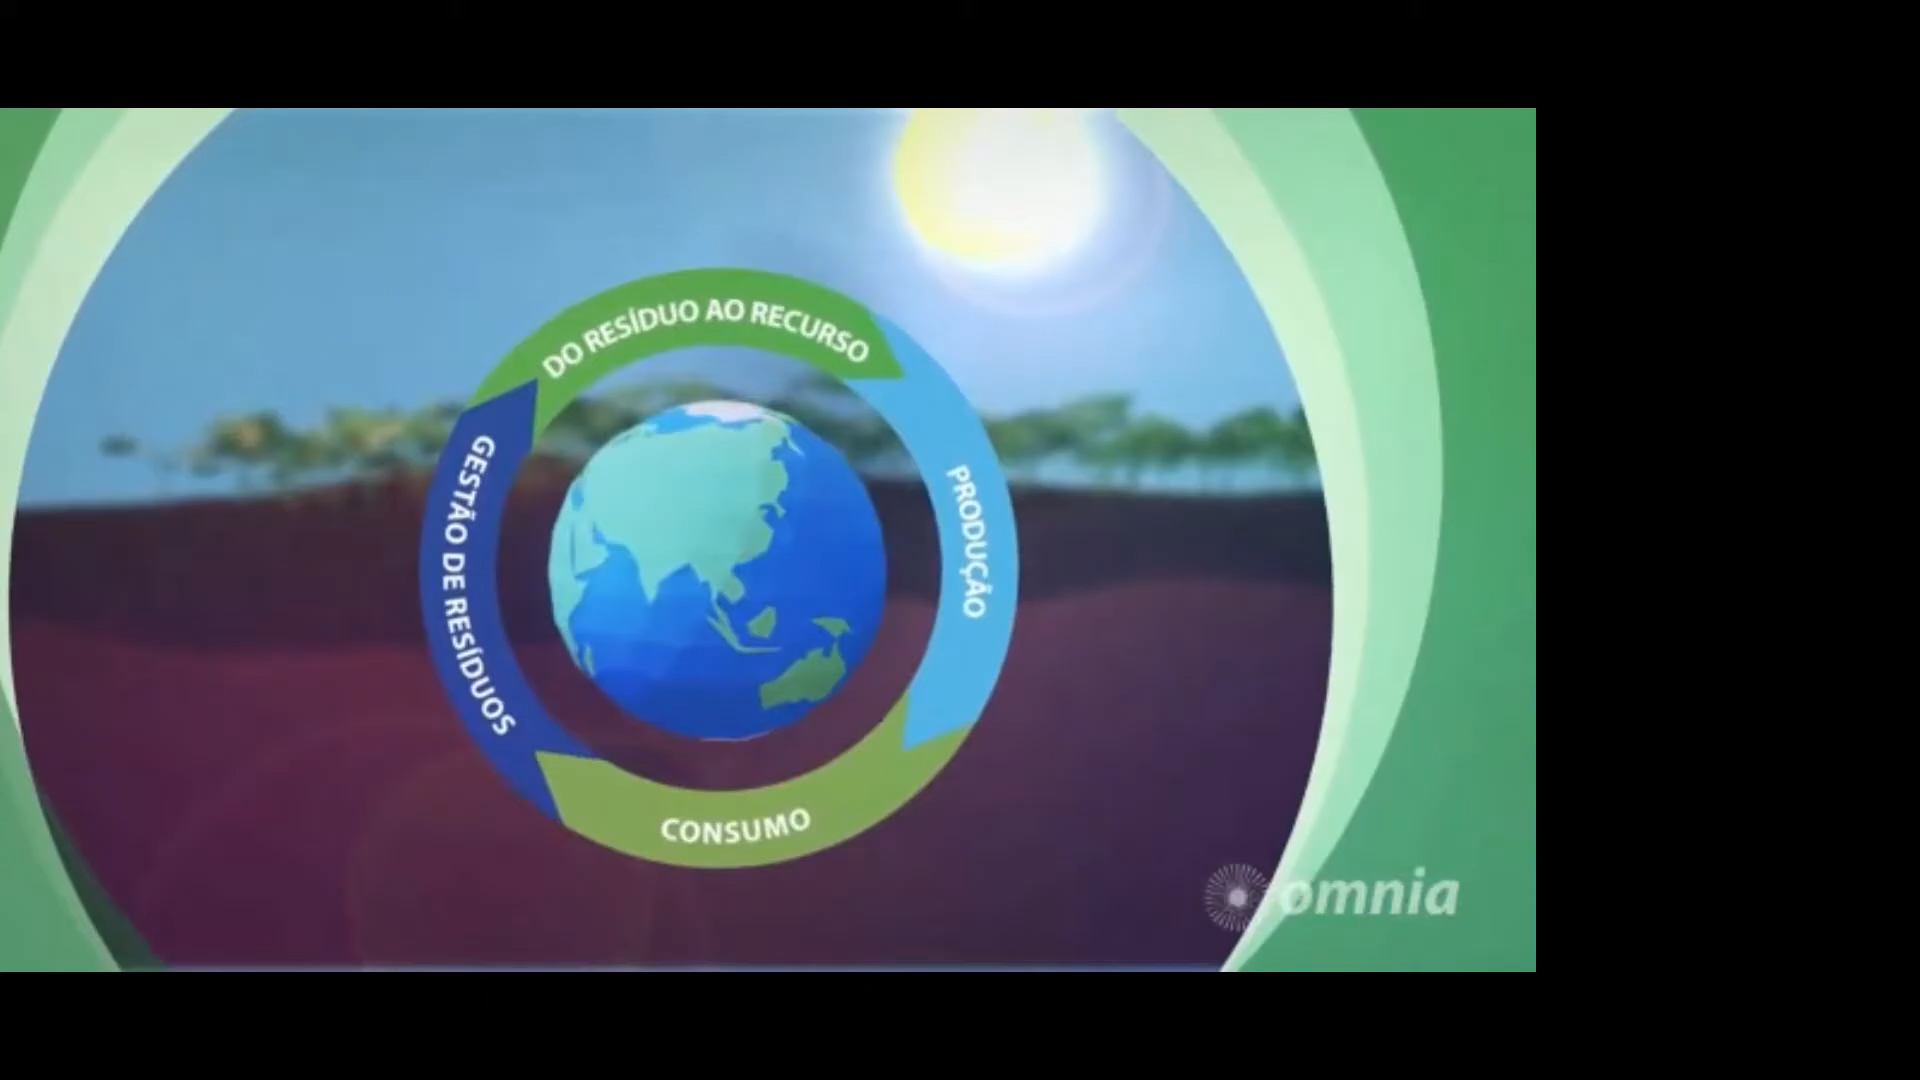 DO RESÍDUO AO RECURSO
PRODUÇÃO
CONSUMO
GESTÃO DE RESÍDUOS
omnia